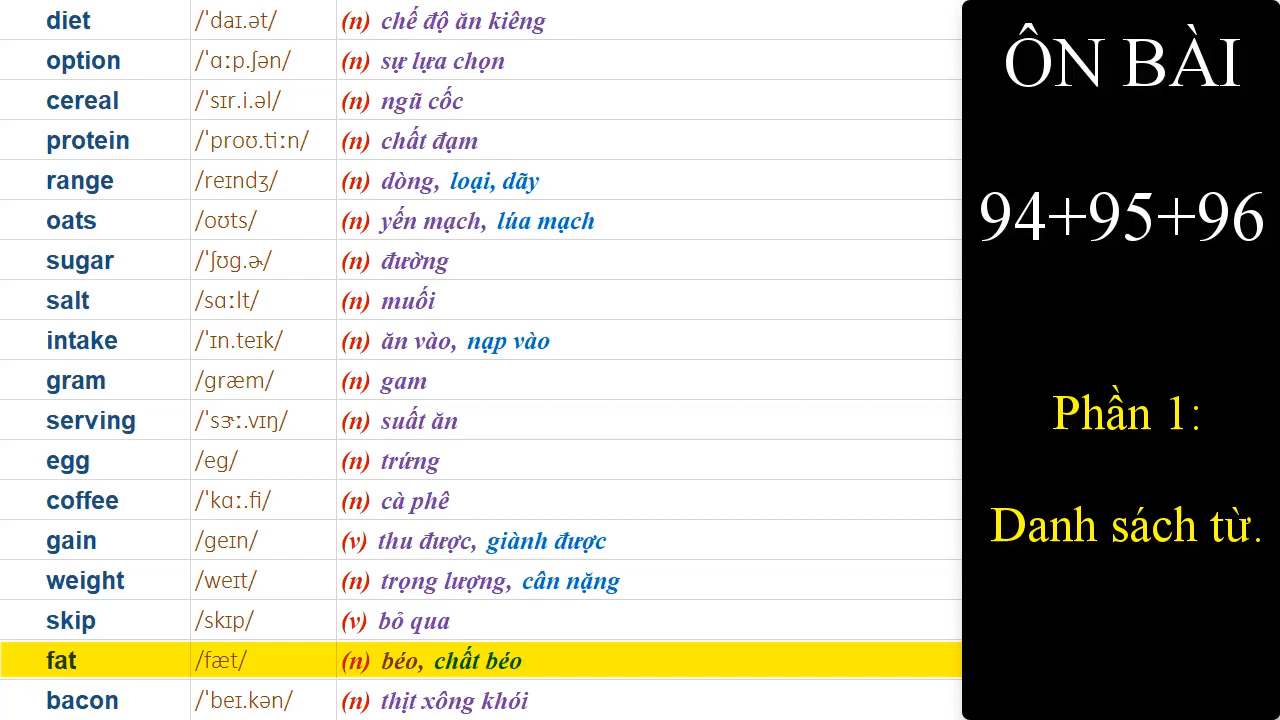 diet /ˈdaɪ.ət/ (n) chế độ ăn kiêng
option /ˈɑːp.ʃən/ (n) sự lựa chọn
cereal /ˈsɪr.i.əl/ (n) ngũ cốc
protein /ˈproʊ.tiːn/ (n) chất đạm
range /reɪndʒ/ (n) dòng, loại, dãy
oats /oʊts/ (n) yến mạch, lúa mạch
sugar /ˈʃʊg.ɚ/ (n) đường
salt /sɑːlt/ (n) muối
intake /ˈɪn.teɪk/ (n) ăn vào, nạp vào
gram /græm/ (n) gam
serving /ˈsɝː.vɪŋ/ (n) suất ăn
egg /eg/ (n) trứng
coffee /ˈkɑː.fi/ (n) cà phê
gain /geɪn/ (v) thu được, giành được
weight /weɪt/ (n) trọng lượng, cân nặng
skip /skɪp/ (v) bỏ qua
fat /fæt/ (n) béo, chất béo
bacon /ˈbeɪ.kən/ (n) thịt xông khói
ÔN BÀI
94+95+96
Phần 1:
Danh sách từ.